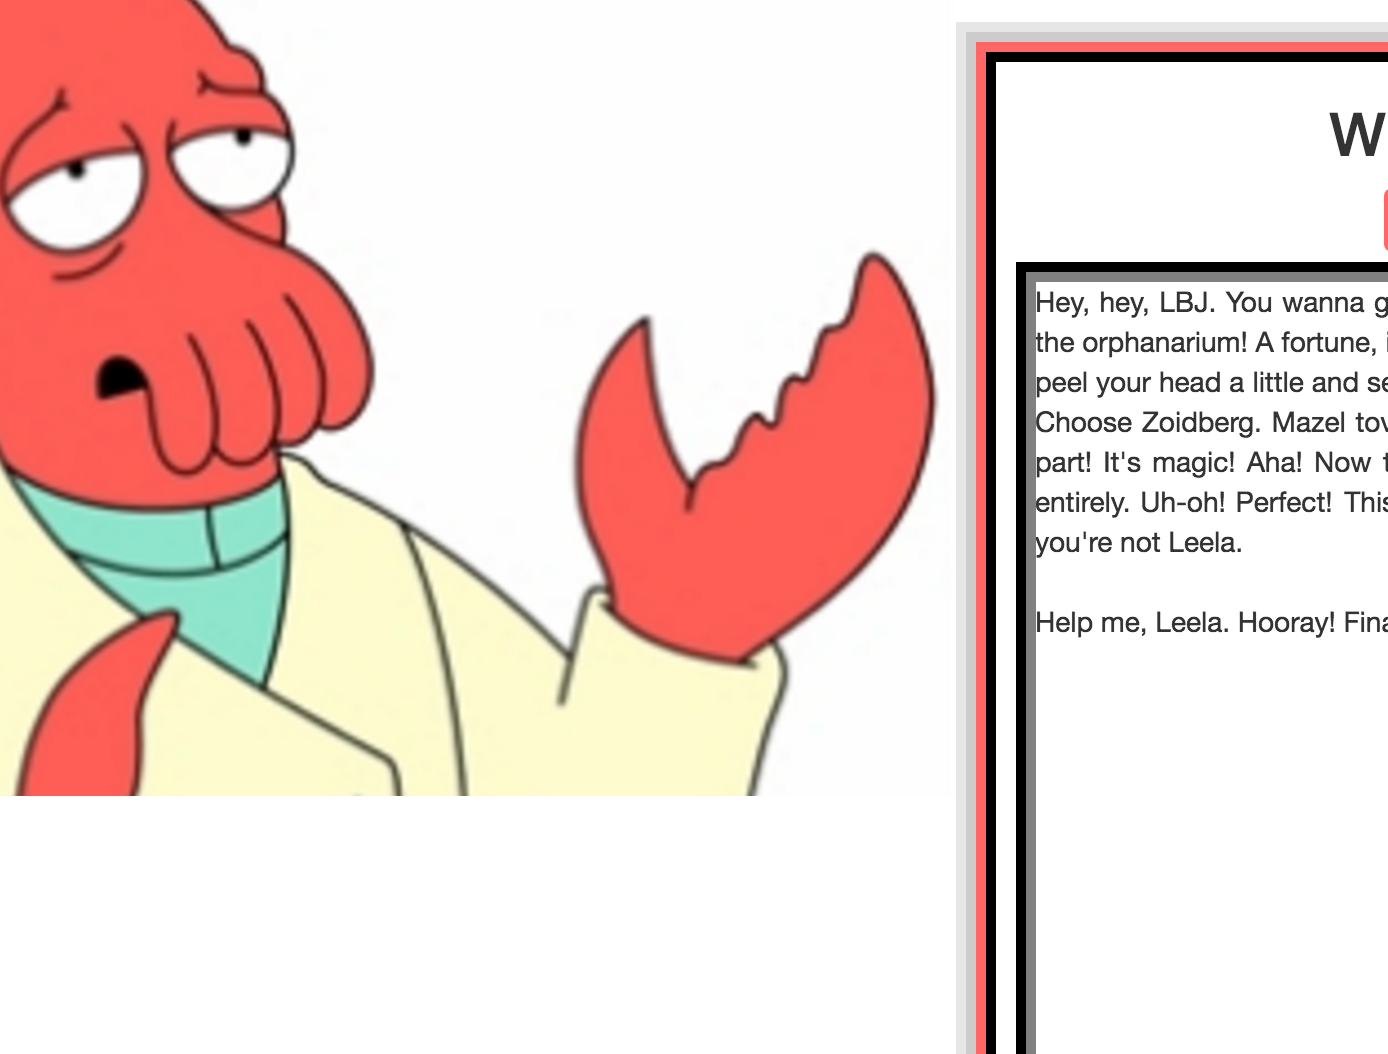 W
Hey, hey, LBJ. You wanna
the orphanarium! A fortune,
peel your head a little and
Choose Zoidberg. Mazel
part! It's magic! Aha! Now
entirely. Uh-oh! Perfect!
you're not Leela.
Help me, Leela. Hooray!